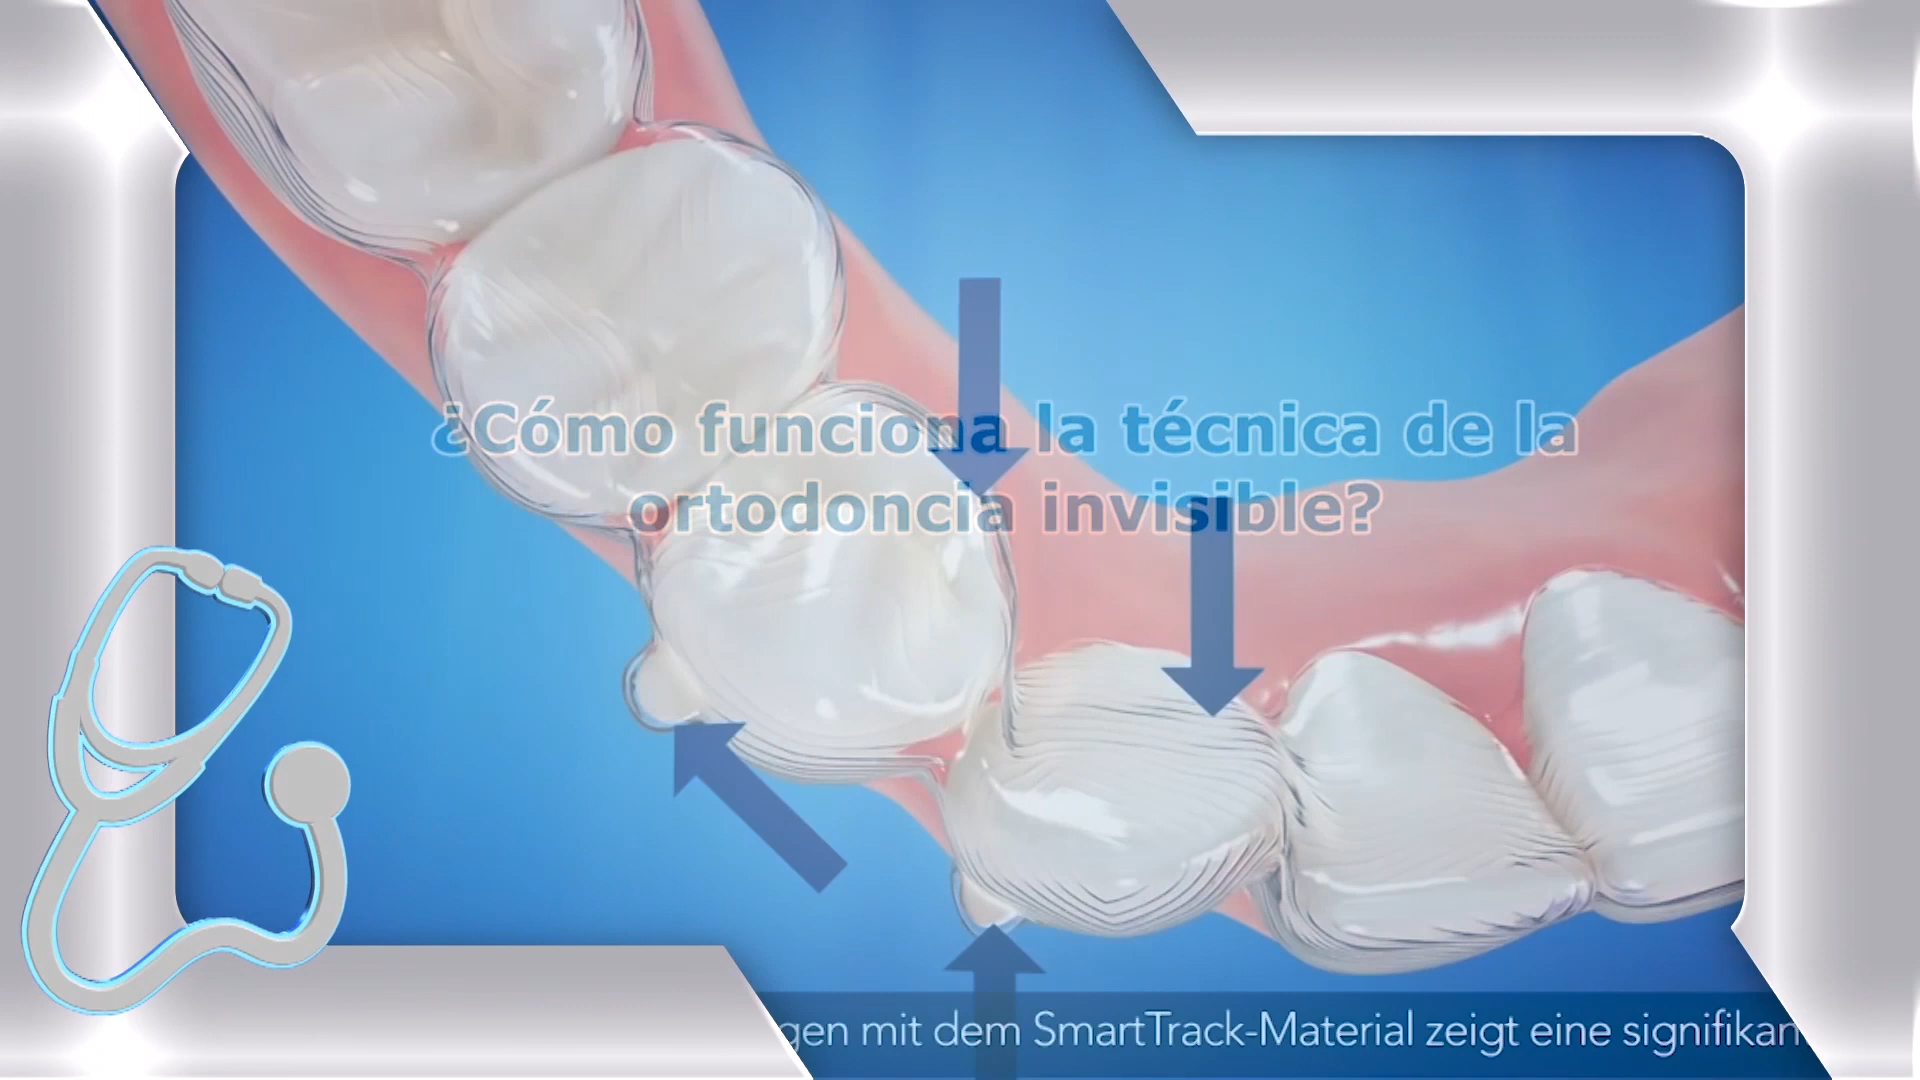 ¿Cómo funciona la técnica de la
ortodoncia invisible?
gen mit dem SmartTrack-Material zeigt eine signifikan